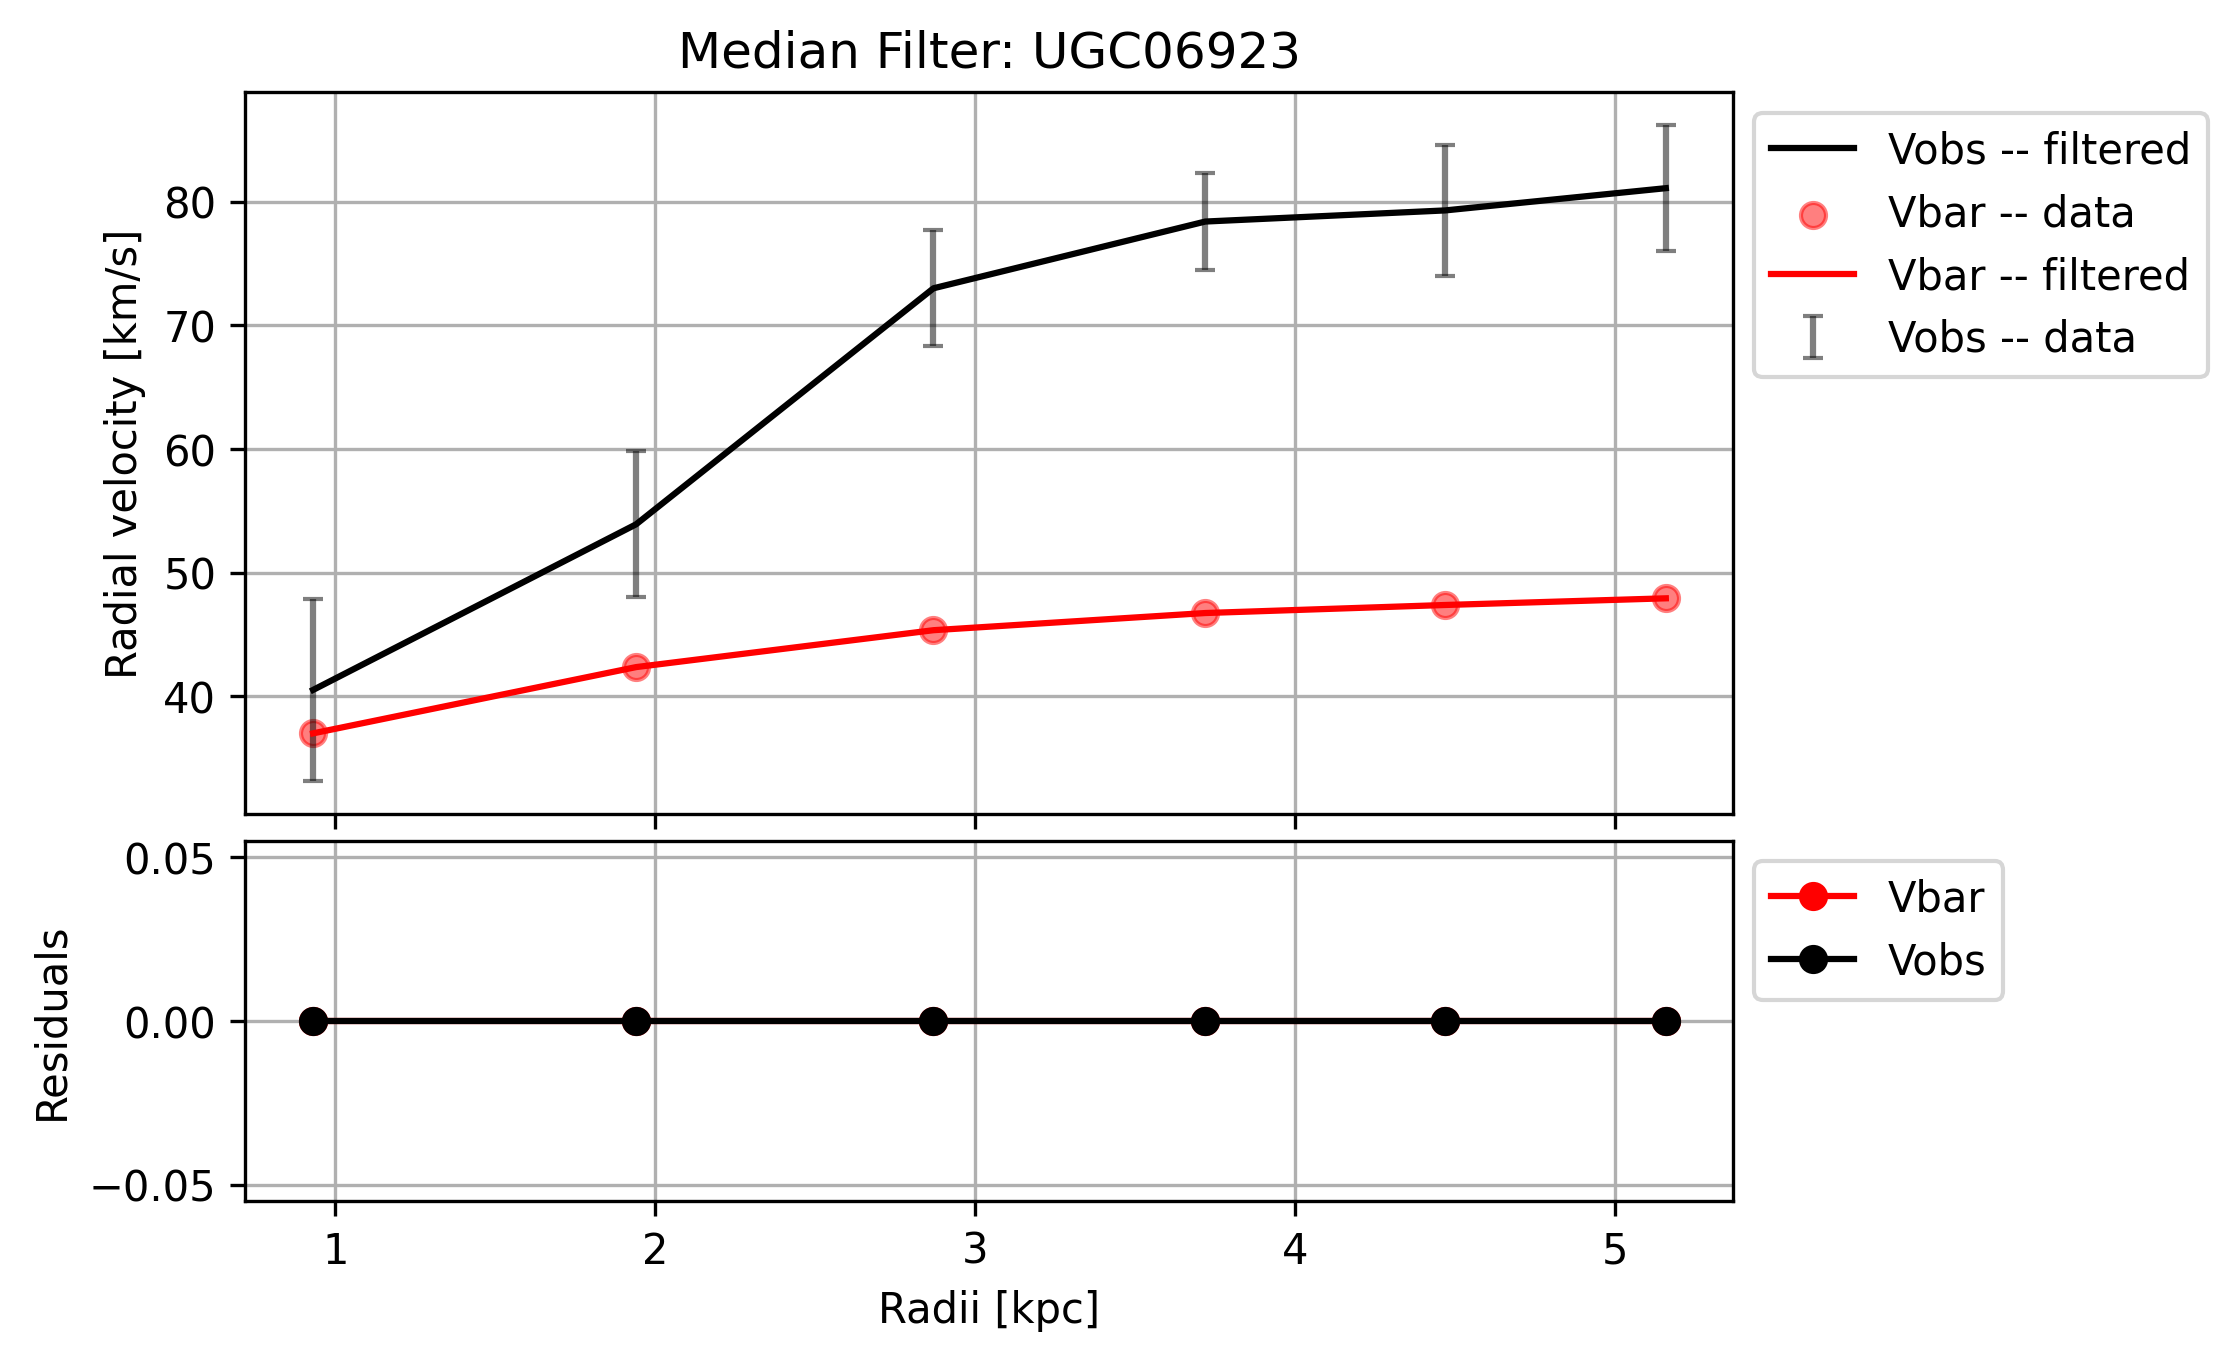 Median Filter: UGC06923
Radial velocity [km/s]
80
70
60
50
40
Vobs -- filtered
Vbar -- data
Vbar -- filtered
Vobs -- data
Residuals
0.05
0.00
−0.05
Vbar
Vobs
1 2 3 4 5
Radii [kpc]